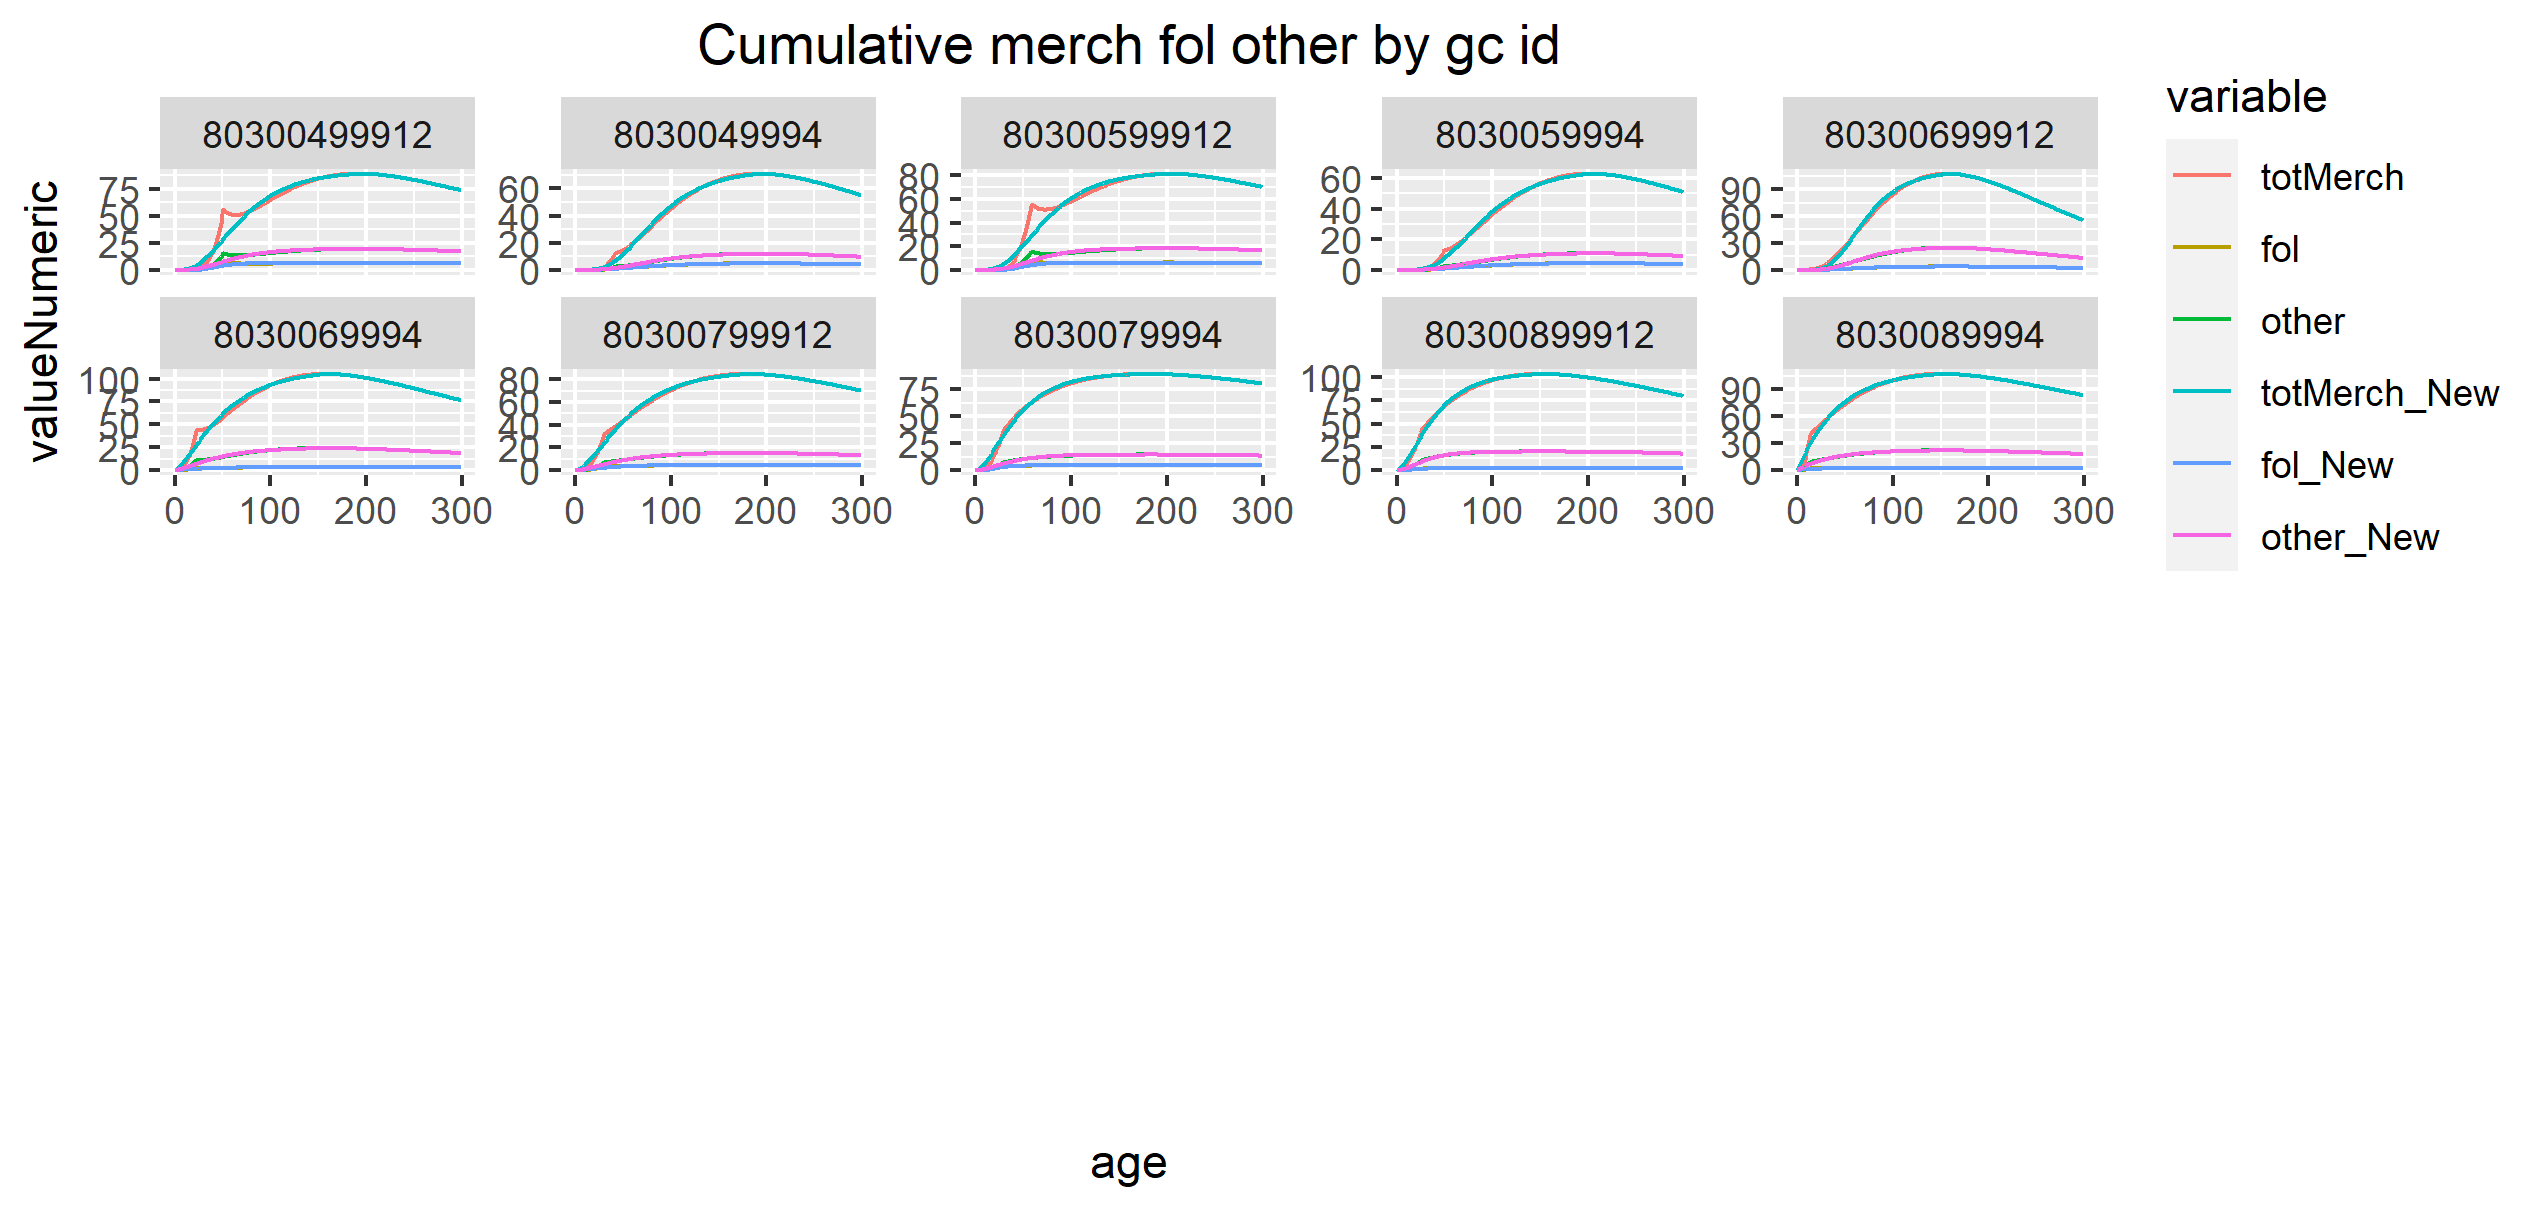 Cumulative merch fol other by gc id
valueNumeric
80300499912 8030049994 80300599912 8030059994 80300699912
75 50 25 0
60 40 20 0
80 60 40 20 0
60 40 20 0
90 60 30 0
8030069994 80300799912 8030079994 80300899912 8030089994
100 75 50 25 0
80 60 40 20 0
75 50 25 0
100 75 50 25 0
90 60 30 0
0 100 200 300 0 100 200 300 0 100 200 300 0 100 200 300 0 100 200 300
age
variable
totMerch
fol
other
totMerch_New
fol_New
other_New